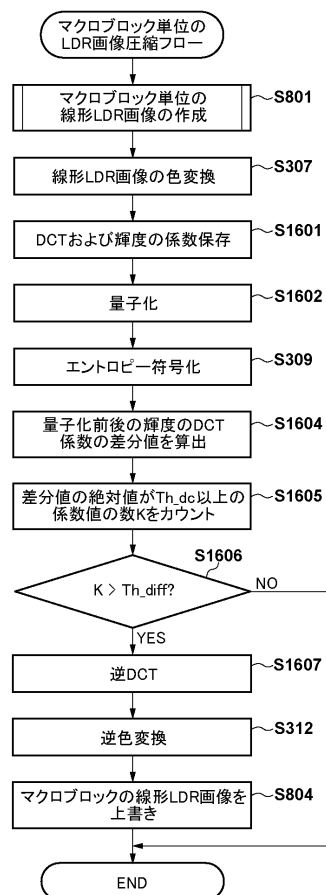 マクロブロック単位の
LDR画像圧縮フロー
マクロブロック単位の
線形LDR画像の作成
S801
線形LDR画像の色変換
S307
DCTおよび輝度の係数保存
S1601
量子化
S1602
エントロピー符号化
S309
量子化前後の輝度のDCT
係数の差分値を算出
S1604
差分値の絶対値がTh_dc以上の
係数値の数Kをカウント
S1605
S1606
K > Th_diff?
NO
YES
逆DCT
S1607
逆色変換
S312
マクロブロックの線形LDR画像を
上書き
S804
END